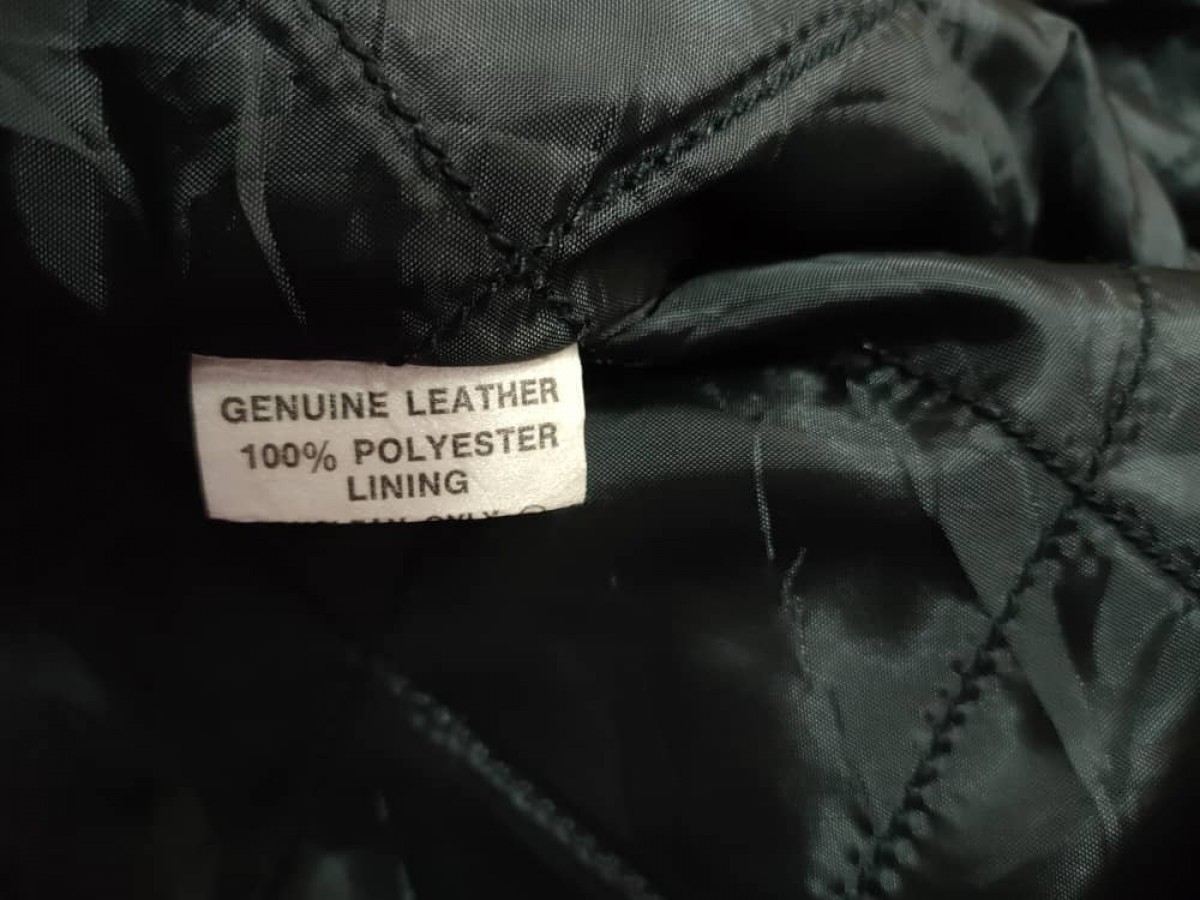 GENUINE LEATHER
100% POLYESTER
LINING